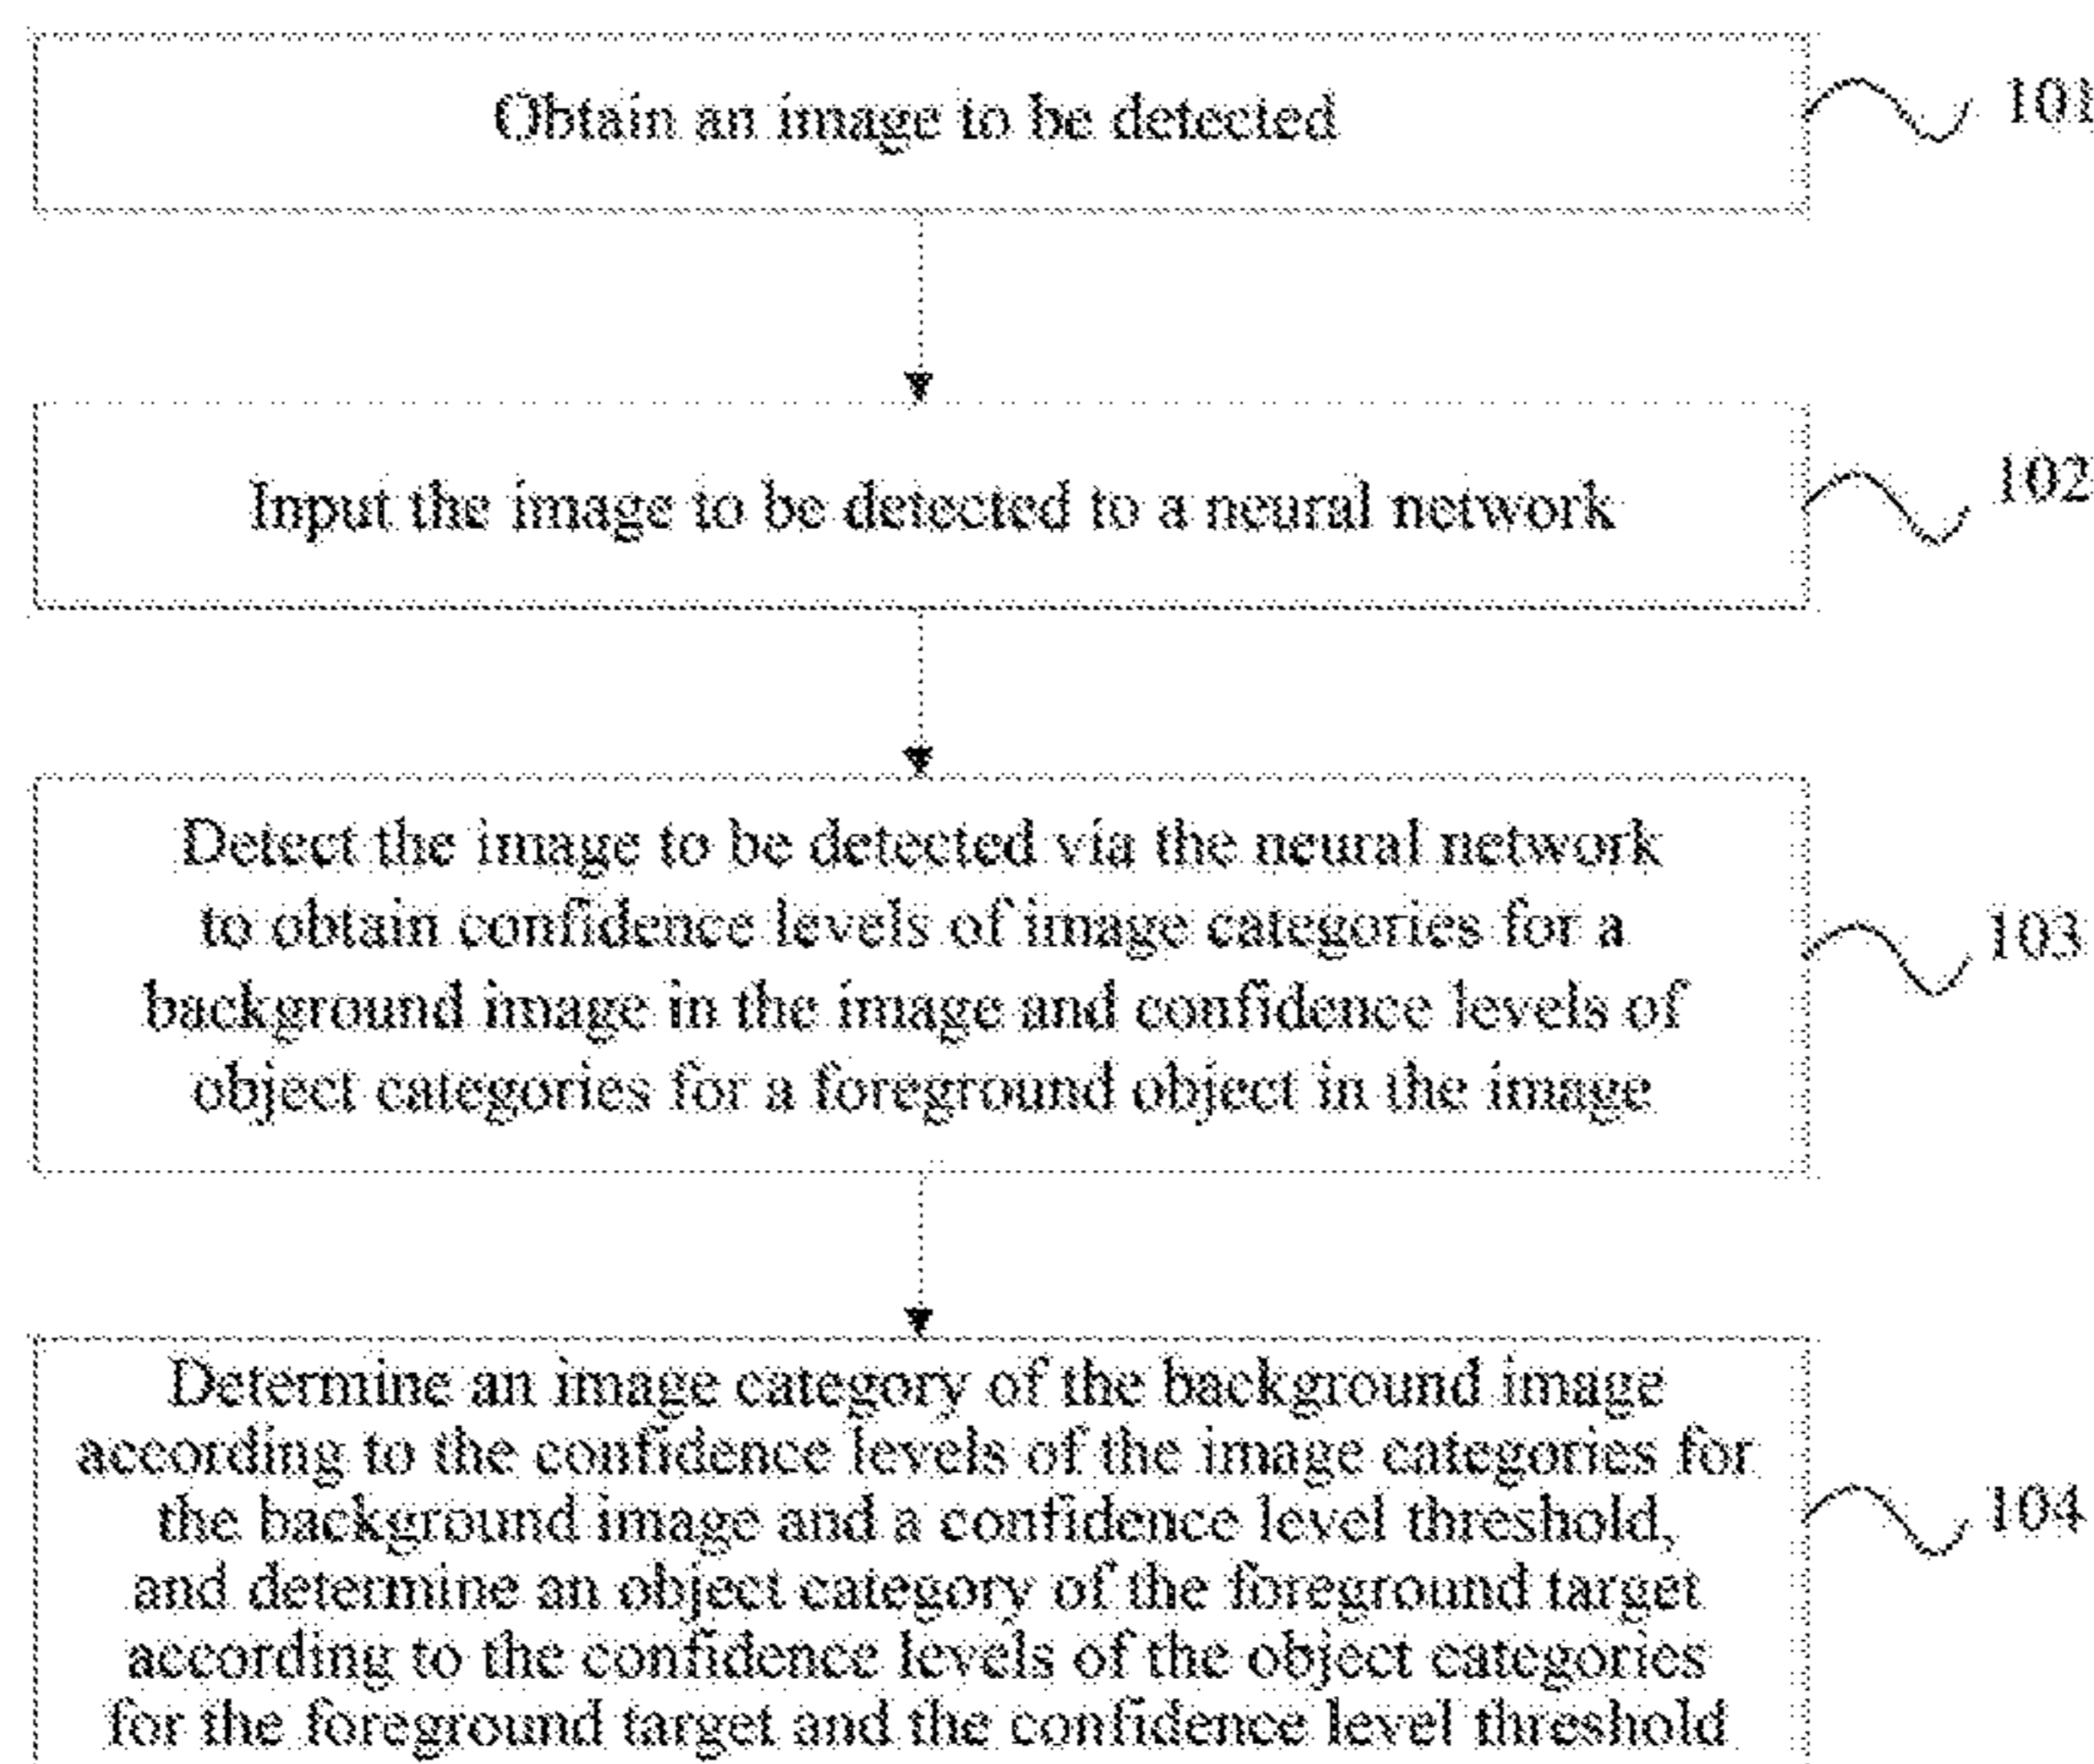 Obtain an image to be detected
101
Input the image to be detected to a neural network
102
Detect the image to be detected via the neural network
to obtain confidence levels of image categories for a
background image in the image and confidence levels of
object categories for a foreground object in the image
103
Determine an image category of the background image
according to the confidence levels of the image categories for
the background image and a confidence level threshold,
and determine an object category of the foreground target
according to the confidence levels of the object categories
for the foreground target and the confidence level threshold
104